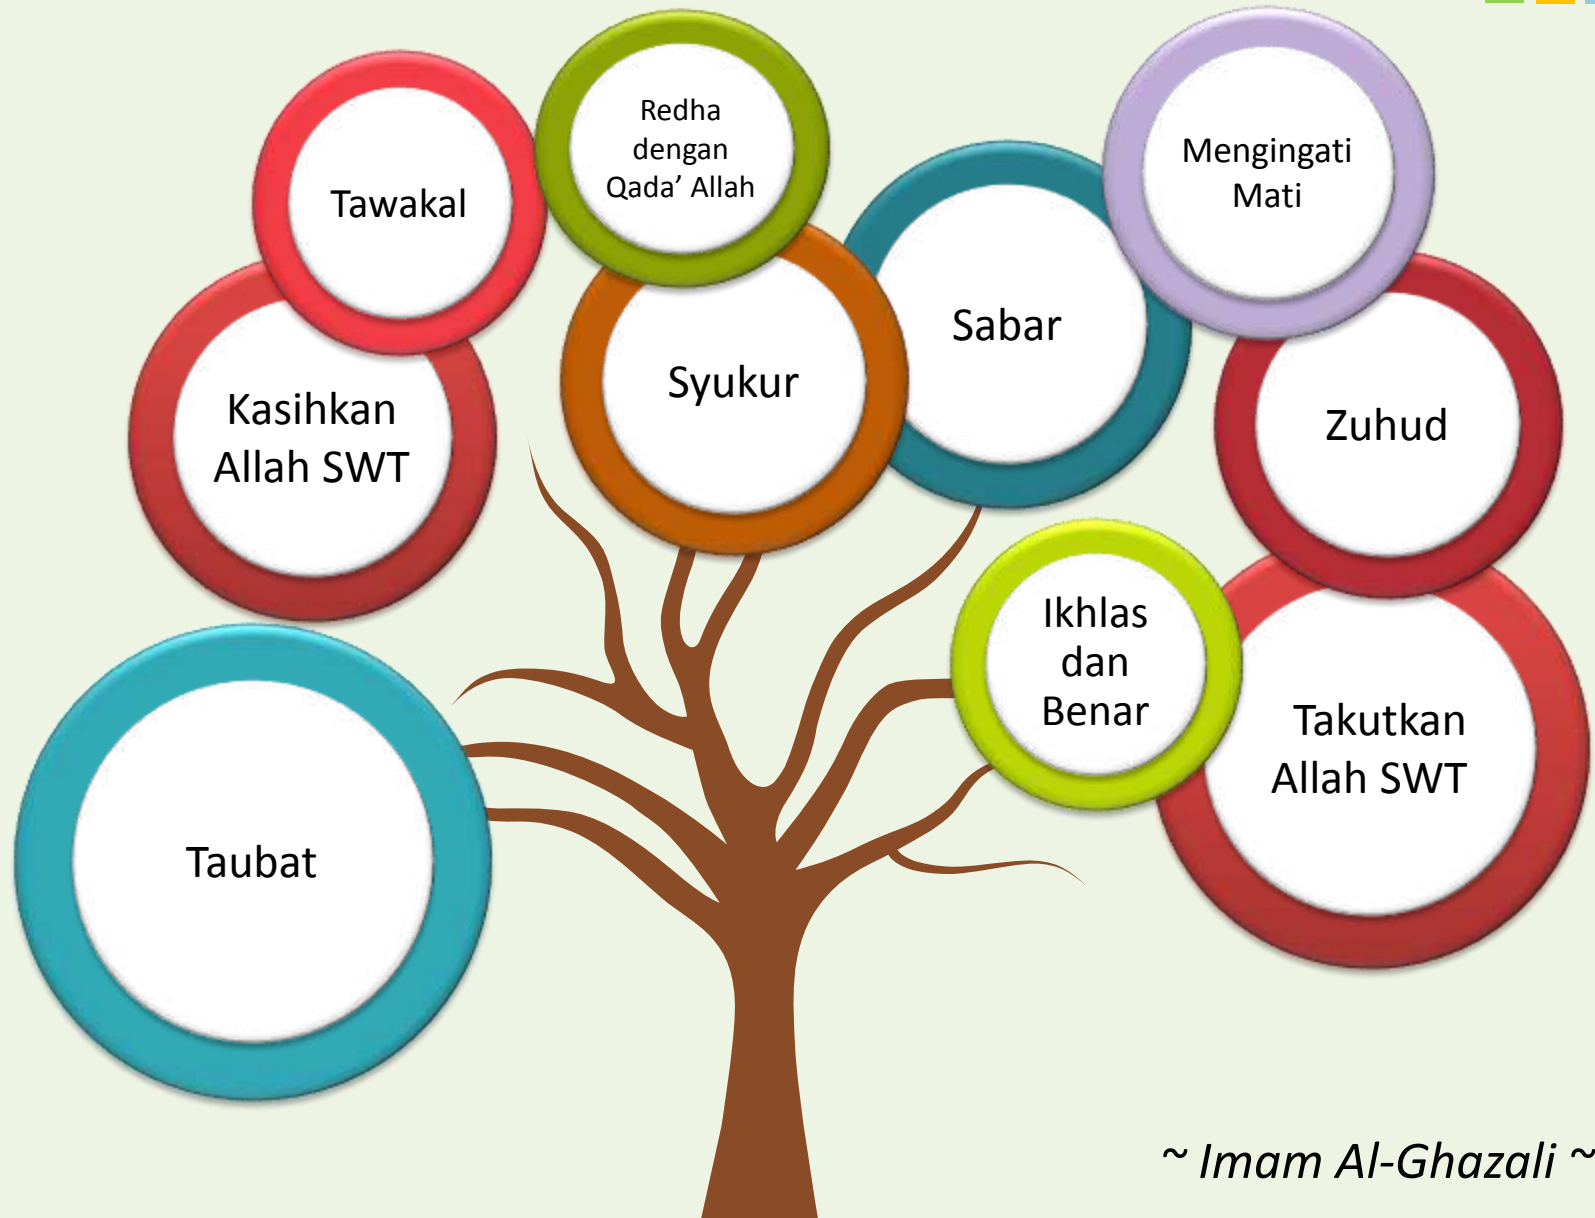 Tawakal
Redha
dengan
Qada’ Allah
Mengingati
Mati
Kasihkan
Allah SWT
Syukur
Sabar
Zuhud
Ikhlas
dan
Benar
Takutkan
Allah SWT
Taubat
~ Imam Al-Ghazali ~